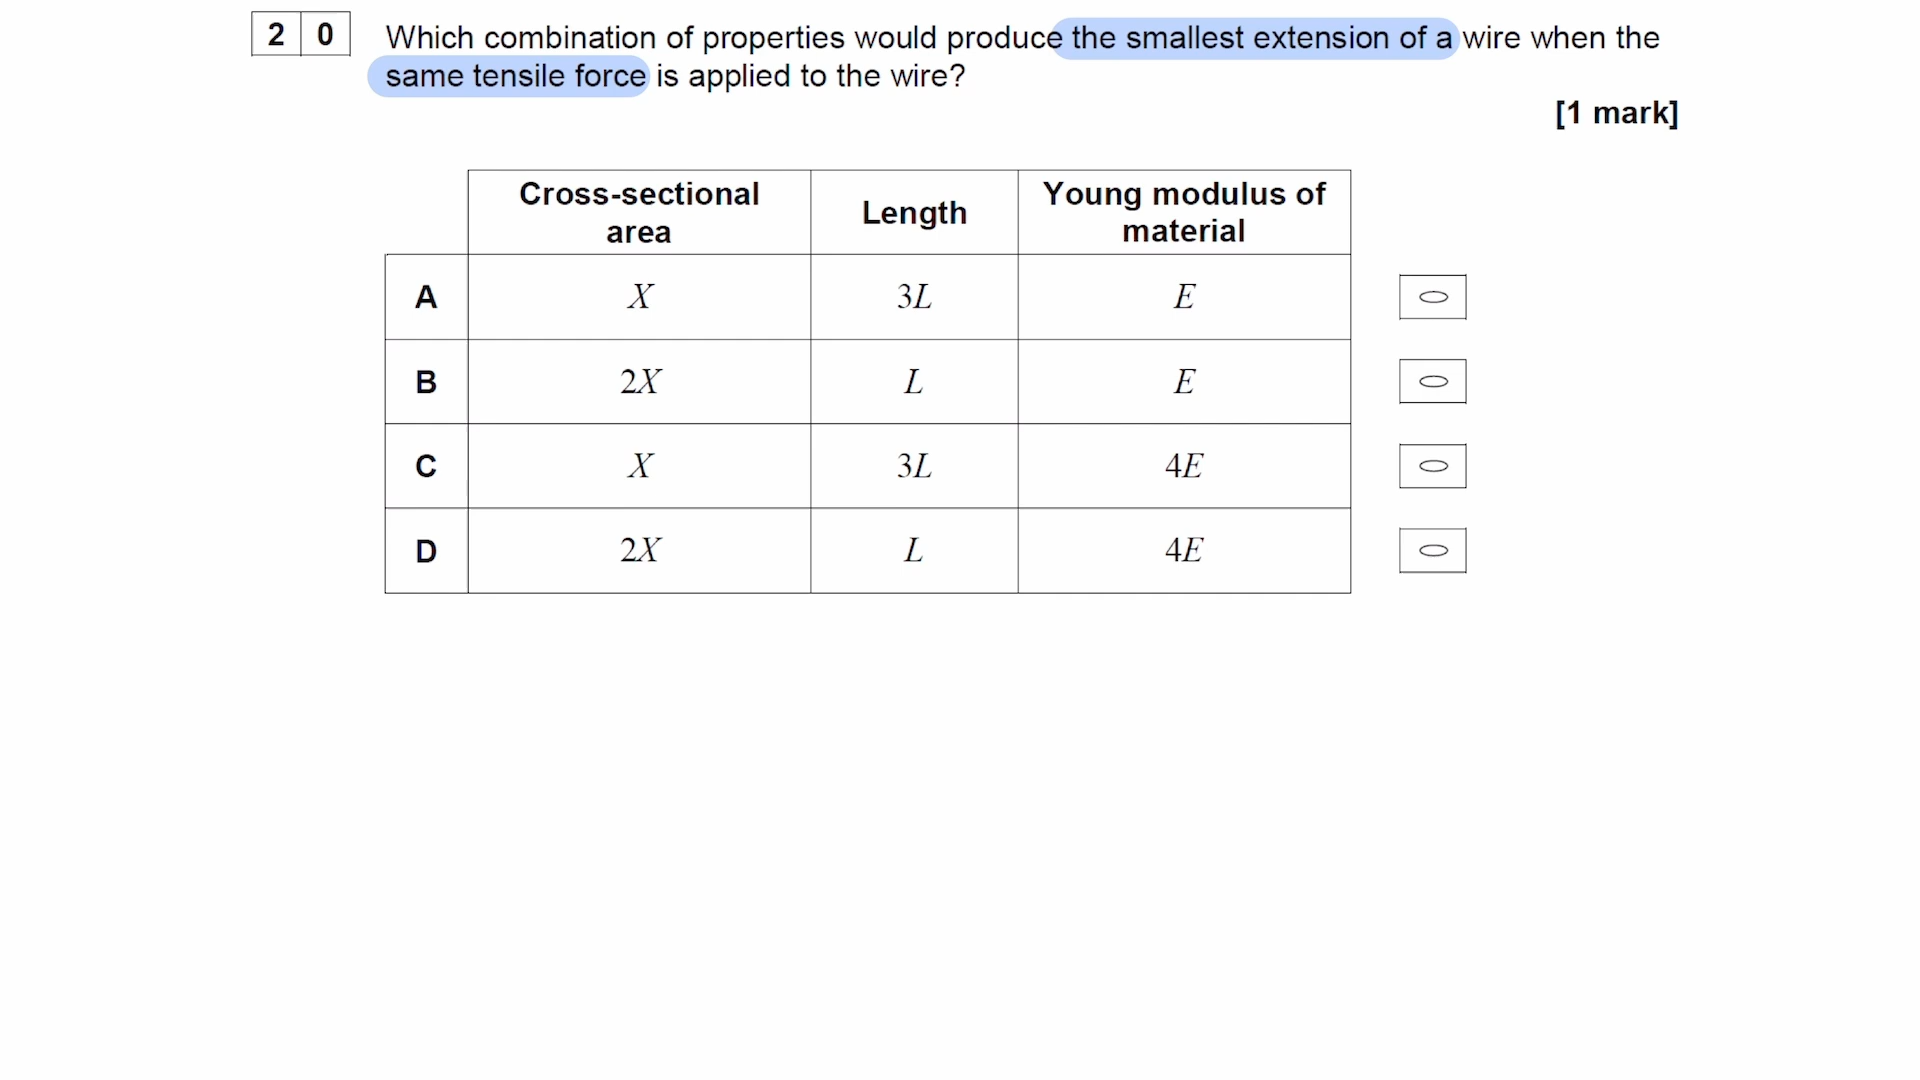 2 0 Which combination of properties would produce the smallest extension of a wire when the
same tensile force is applied to the wire?
[1 mark]
Cross-sectional area Length Young modulus of material
A X 3L E
B 2X L E
C X 3L 4E
D 2X L 4E